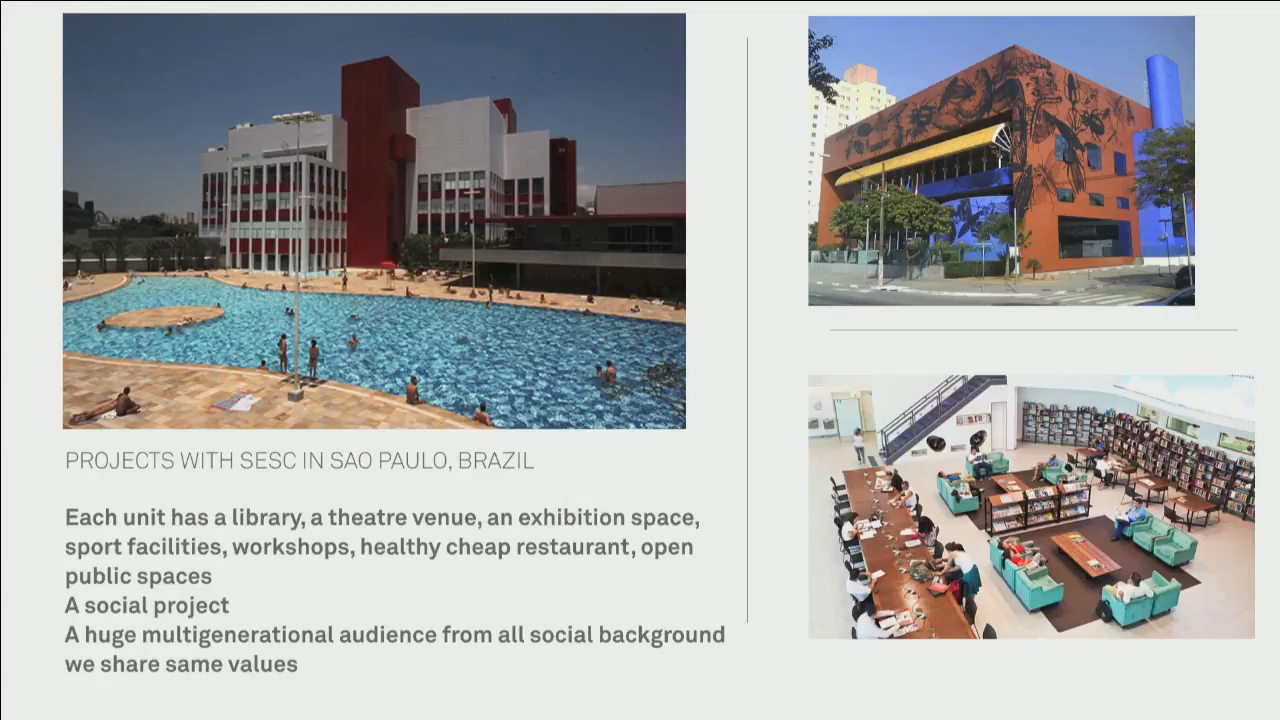 PROJECTS WITH SESC IN SAO PAULO, BRAZIL
Each unit has a library, a theatre venue, an exhibition space,
sport facilities, workshops, healthy cheap restaurant, open
public spaces
A social project
A huge multigenerational audience from all social background
we share same values